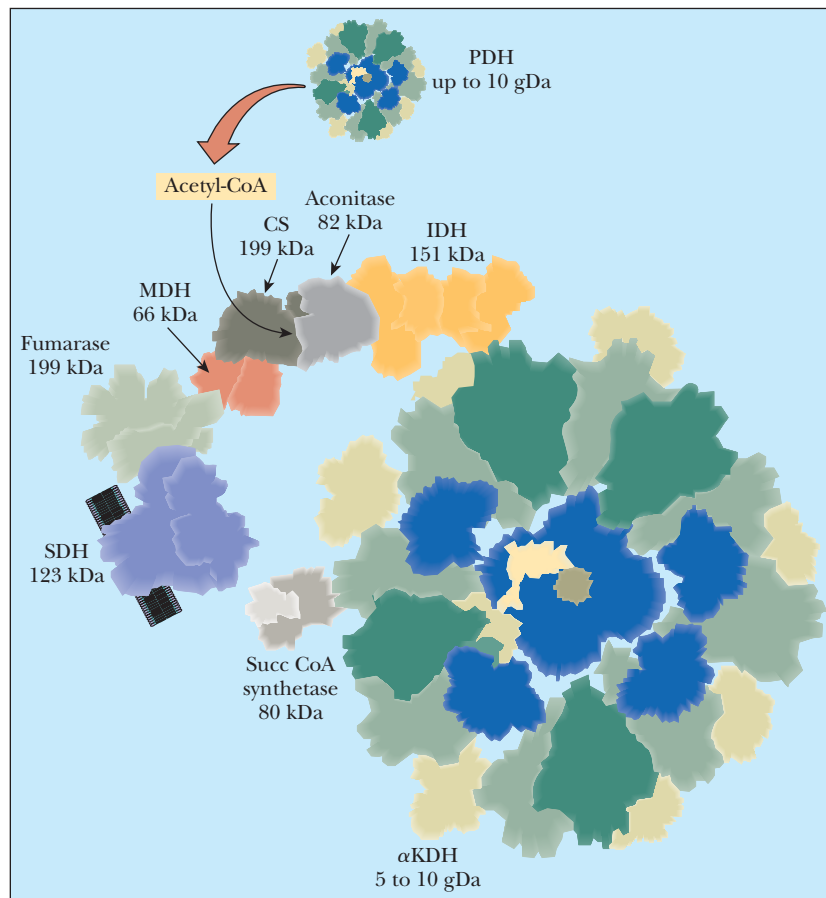 PDH
up to 10 gDa
Acetyl-CoA
Aconitase
82 kDa
CS
199 kDa
IDH
151 kDa
MDH
66 kDa
Fumarase
199 kDa
SDH
123 kDa
Succ CoA
synthetase
80 kDa
αKDH
5 to 10 gDa